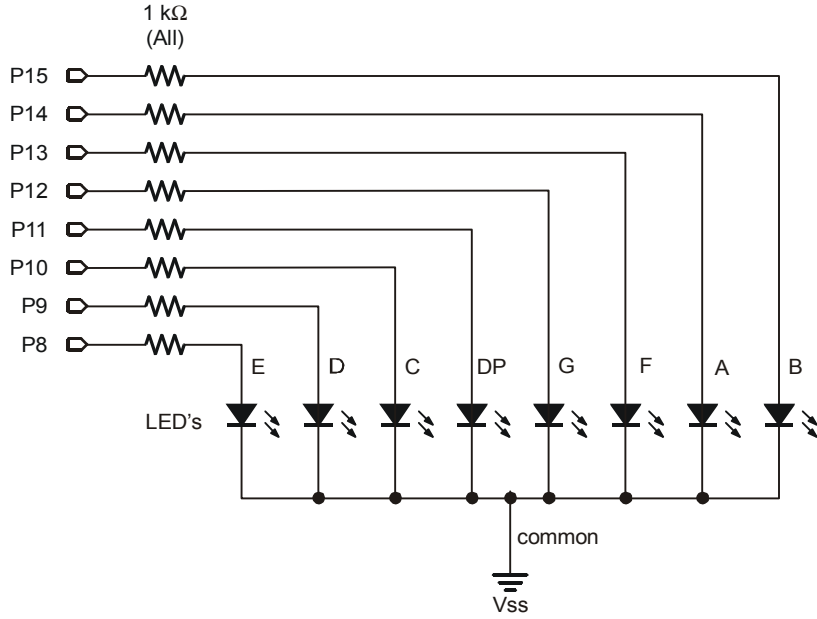 1 kΩ
(All)
P15
P14
P13
P12
P11
P10
P9
P8
E D C DP G F A B
LED's
common
Vss